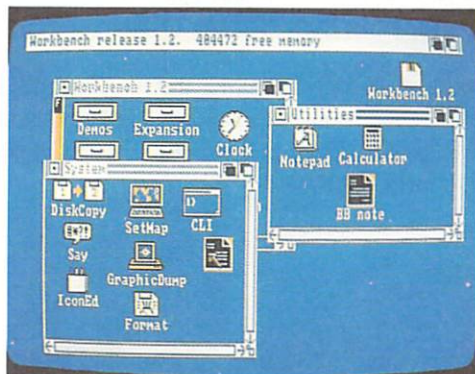 Workbench release 1.2. 484472 free memory
Workbench 1.2
Workbench 1.2
Demos
Expansion
Clock
Utilities
Notepad
Calculator
BB note
System
DiskCopy
SetMap
CLI
Say
GraphicDump
IconEd
Format